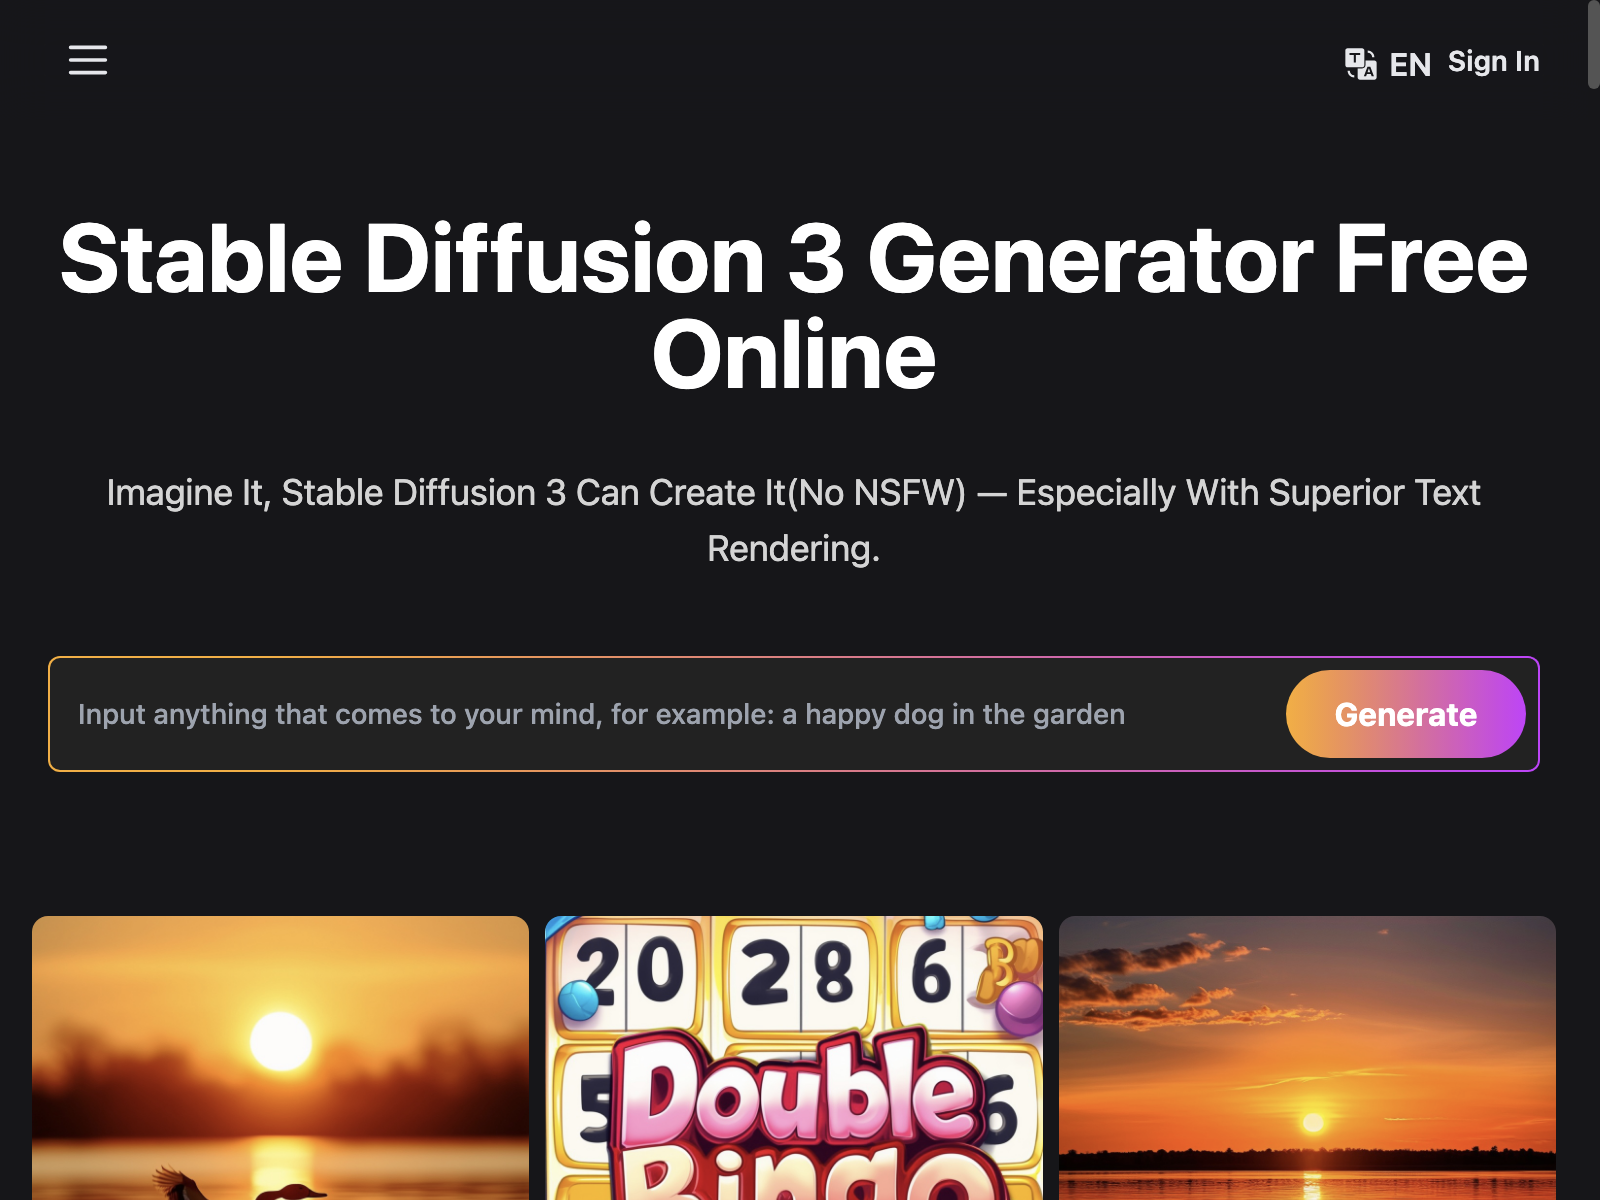 EN Sign In
Stable Diffusion 3 Generator Free
Online
Imagine It, Stable Diffusion 3 Can Create It(No NSFW) — Especially With Superior Text
Rendering.
Input anything that comes to your mind, for example: a happy dog in the garden
Generate
20 28 6
5 6
Double
Bingo